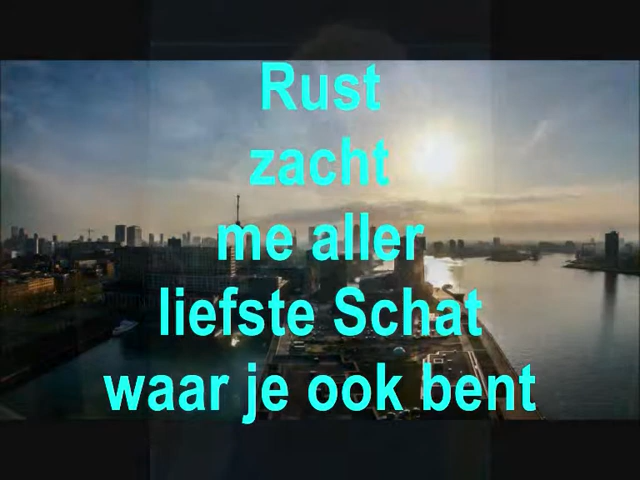 Rust
zacht
me aller
liefste Schat
waar je ook bent